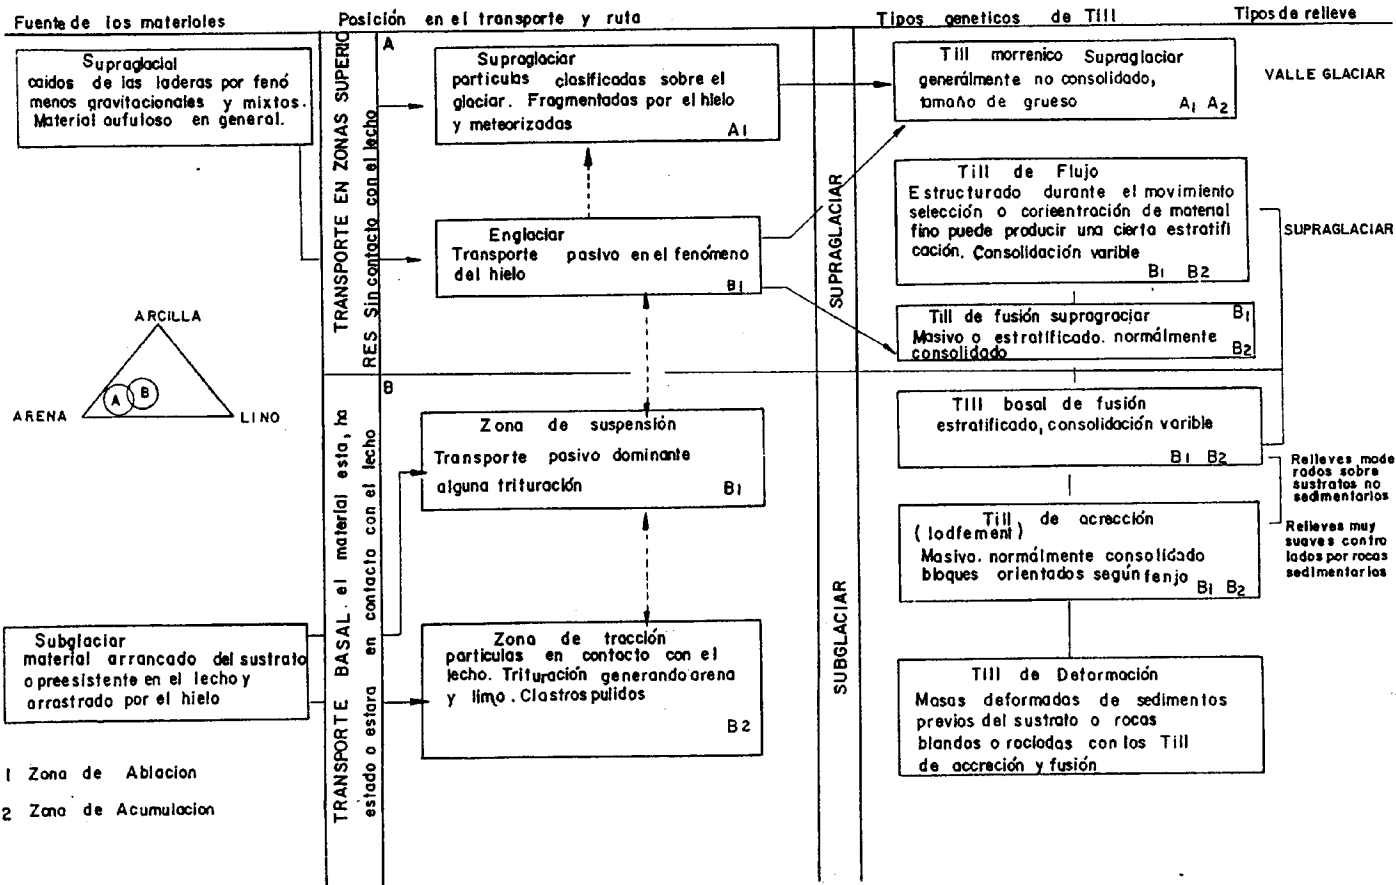 Fuente de los materiales
Posición en el transporte y ruta
Tipos geneticos de Till
Tipos de relieve
Supraglacial
caidos de las laderas por fenó
menos gravitacionales y mixtos.
Material aufuloso en general.
ARCILLA
A
B
ARENA
LINO
Subglaciar
material arrancado del sustrato
o preesistente en el lecho y
arrastrado por el hielo
1 Zona de Ablacion
2 Zona de Acumulacion
TRANSPORTE EN ZONAS SUPERIO
RES Sin contacto con el lecho
A
TRANSPORTE BASAL. el material esta, ha
estado o estara en contacto con el lecho
B
Supraglaciar
particulas clasificadas sobre el
glaciar. Fragmentadas por el hielo
y meteorizadas
A1
Englaciar
Transporte pasivo en el fenómeno
del hielo
B1
Zona de suspensión
Transporte pasivo dominante
alguna trituración
B1
Zona de tracción
particulas en contacto con el
lecho. Trituración generando arena
y limo. Clastros pulidos
B2
SUPRAGLACIAR
SUBGLACIAR
Till morrenico Supraglaciar
generálmente no consolidado,
tamaño de grueso
A1 A2
Till de Flujo
Estructurado durante el movimiento
selección o corieentración de material
fino puede producir una cierta estratifi
cación. Consolidación varible
B1 B2
Till de fusión supragraciar
B1
Masivo o estratificado. normálmente
consolidado
B2
Till basal de fusión
estratificado, consolidación varible
B1 B2
Till de acrección
(lodfement)
Masivo. normálmente consolidado
bloques orientados según fenjo
B1 B2
Till de Deformación
Masas deformadas de sedimentos
previos del sustrato o rocas
blandas o rocladas con los Till
de accreción y fusión
VALLE GLACIAR
SUPRAGLACIAR
Relleves mode
rados sobre
sustratos no
sedimentarios
Relleves muy
suaves contro
lados por rocas
sedimentarias